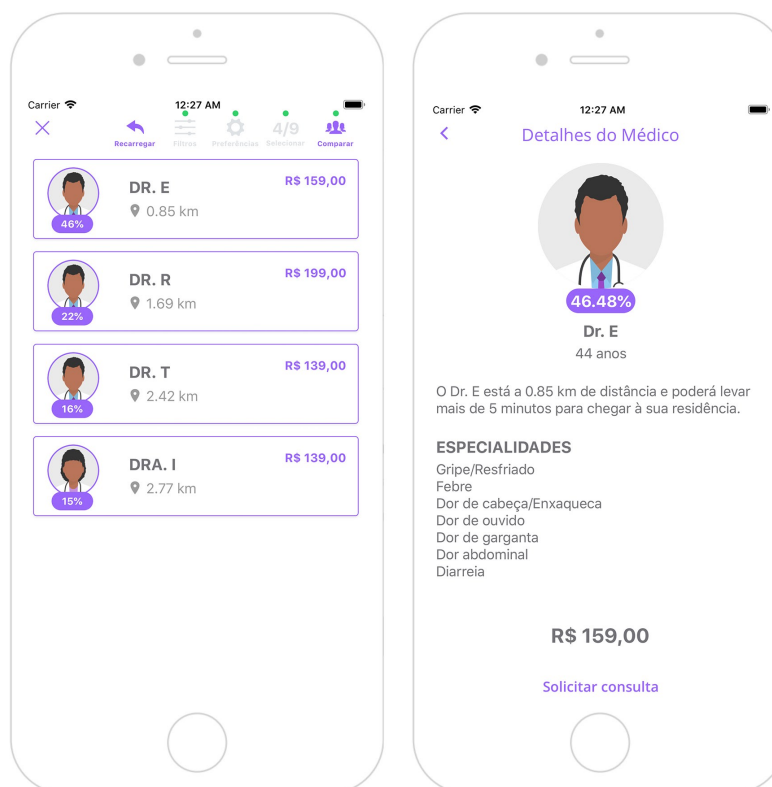 Carrier
12:27 AM
Recarregar
Filtros
Preferências
4/9
Selecionar
Comparar
DR. E
R$ 159,00
0.85 km
46%
DR. R
R$ 199,00
1.69 km
22%
DR. T
R$ 139,00
2.42 km
16%
DRA. I
R$ 139,00
2.77 km
15%
Carrier
12:27 AM
Detalhes do Médico
46.48%
Dr. E
44 anos
O Dr. E está a 0.85 km de distância e poderá levar
mais de 5 minutos para chegar à sua residência.
ESPECIALIDADES
Gripe/Resfriado
Febre
Dor de cabeça/Enxaqueca
Dor de ouvido
Dor de garganta
Dor abdominal
Diarreia
R$ 159,00
Solicitar consulta